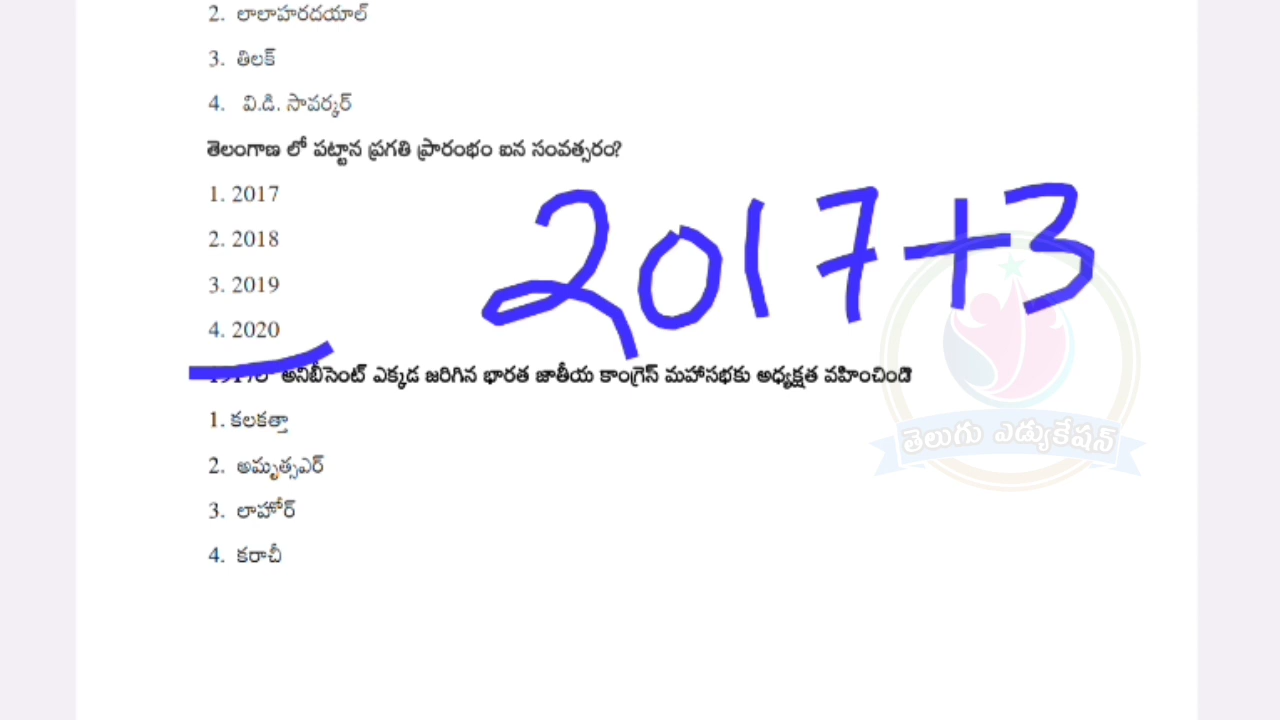 2. లాలాహరదయాల్
3. తిలక్
4. వి.డి. సావర్కర్
తెలంగాణ లో పట్టాన ప్రగతి ప్రారంభం ఐన సంవత్సరం?
1. 2017
2. 2018
3. 2019
4. 2020
2017+3
అనిబీసెంట్ ఎక్కడ జరిగిన భారత జాతీయ కాంగ్రెస్ మహాసభకు అధ్యక్షత వహించింది
1. కలకత్తా
2. అమృత్సఎర్
3. లాహోర్
4. కరాచీ
తెలుగు ఎడ్యుకేషన్